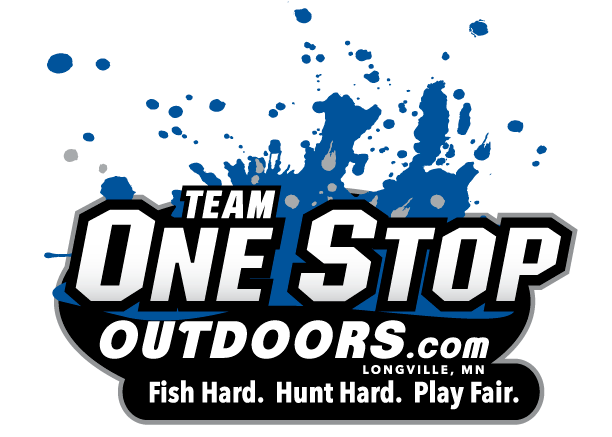 TEAM
ONE STOP
OUTDOORS.com
LONGVILLE, MN
Fish Hard. Hunt Hard. Play Fair.